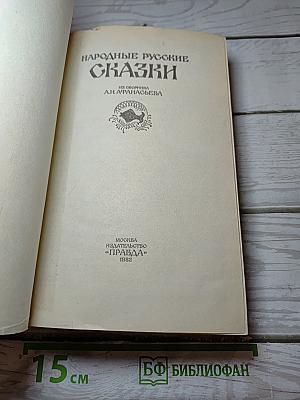 НАРОДНЫЕ РУССКИЕ
СКАЗКИ
ИЗ СБОРНИКА
А.Н. АФАНАСЬЕВА
МОСКВА
ИЗДАТЕЛЬСТВО
«ПРАВДА»
1982
15 см
БФ БИБЛИОФАН